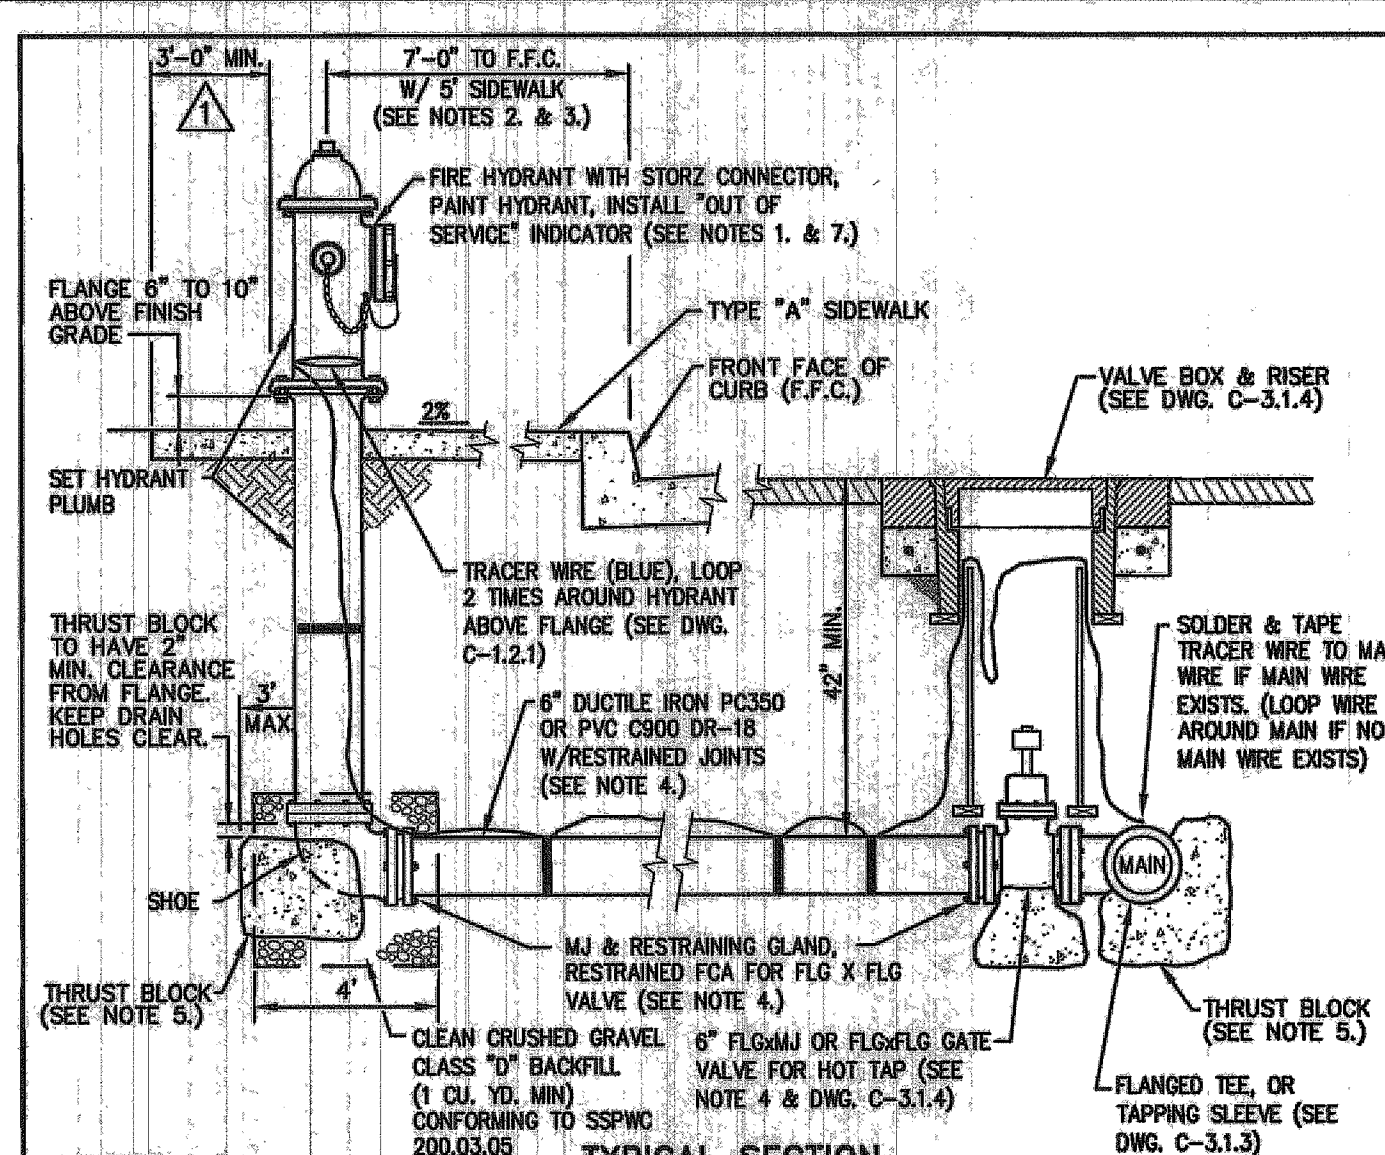 3'-0" MIN.
1
7'-0" TO F.F.C.
W/ 5' SIDEWALK
(SEE NOTES 2. & 3.)
FIRE HYDRANT WITH STORZ CONNECTOR,
PAINT HYDRANT, INSTALL "OUT OF
SERVICE" INDICATOR (SEE NOTES 1. & 7.)
FLANGE 6" TO 10"
ABOVE FINISH
GRADE
TYPE "A" SIDEWALK
FRONT FACE OF
CURB (F.F.C.)
VALVE BOX & RISER
(SEE DWG. C-3.1.4)
2%
SET HYDRANT
PLUMB
TRACER WIRE (BLUE), LOOP
2 TIMES AROUND HYDRANT
ABOVE FLANGE (SEE DWG.
C-1.2.1)
42" MIN.
THRUST BLOCK
TO HAVE 2"
MIN. CLEARANCE
FROM FLANGE.
KEEP DRAIN
HOLES CLEAR.
3'
MAX.
SOLDER & TAPE
TRACER WIRE TO MA
WIRE IF MAIN WIRE
EXISTS. (LOOP WIRE
AROUND MAIN IF NO
MAIN WIRE EXISTS)
6" DUCTILE IRON PC350
OR PVC C900 DR-18
W/RESTRAINED JOINTS
(SEE NOTE 4.)
MAIN
SHOE
MJ & RESTRAINING GLAND,
RESTRAINED FCA FOR FLG X FLG
VALVE (SEE NOTE 4.)
THRUST BLOCK
(SEE NOTE 5.)
4'
CLEAN CRUSHED GRAVEL
CLASS "D" BACKFILL
(1 CU. YD. MIN)
CONFORMING TO SSPWC
200.03.05
6" FLGxMJ OR FLGxFLG GATE
VALVE FOR HOT TAP (SEE
NOTE 4 & DWG. C-3.1.4)
THRUST BLOCK
(SEE NOTE 5.)
FLANGED TEE, OR
TAPPING SLEEVE (SEE
DWG. C-3.1.3)
TYPICAL SECTION